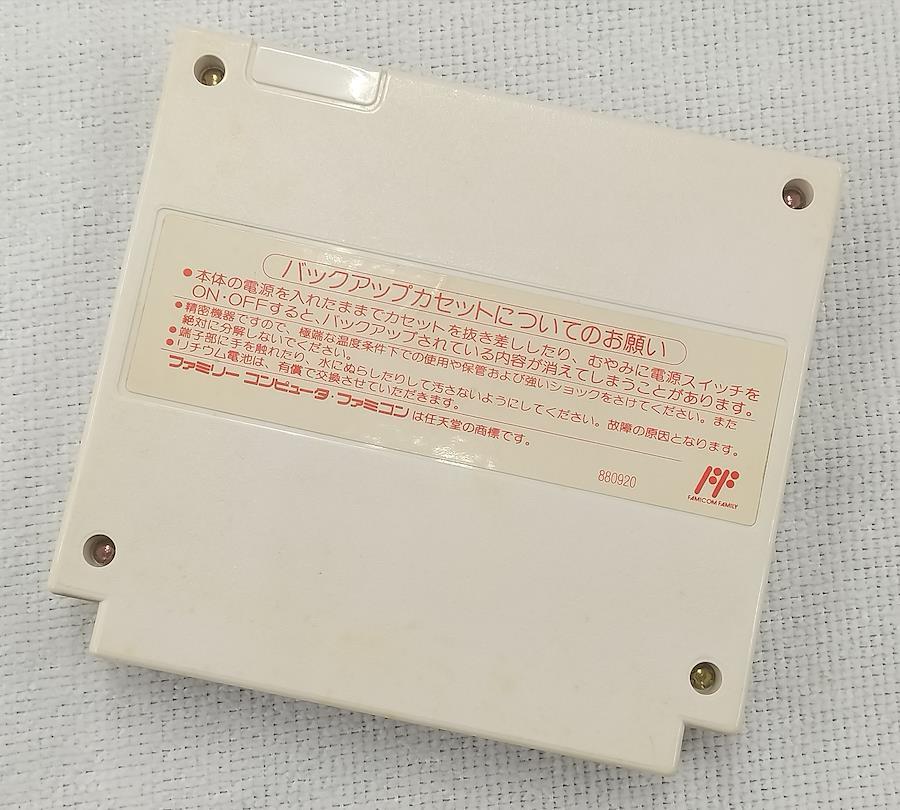 バックアップカセットについてのお願い
●本体の電源を入れたままでカセットを抜き差ししたり、むやみに電源スイッチを
ON・OFFすると、バックアップされている内容が消えてしまうことがあります。
●精密機器ですので、極端な温度条件下での使用や保管および強いショックをさけてください。また
絶対に分解しないでください。
●端子部に手を触れたり、水にぬらしたりして汚さないようにしてください。故障の原因となります。
●リチウム電池は、有償で交換させていただきます。
ファミリー コンピュータ・ファミコン は任天堂の商標です。
880920
FAMICOM FAMILY